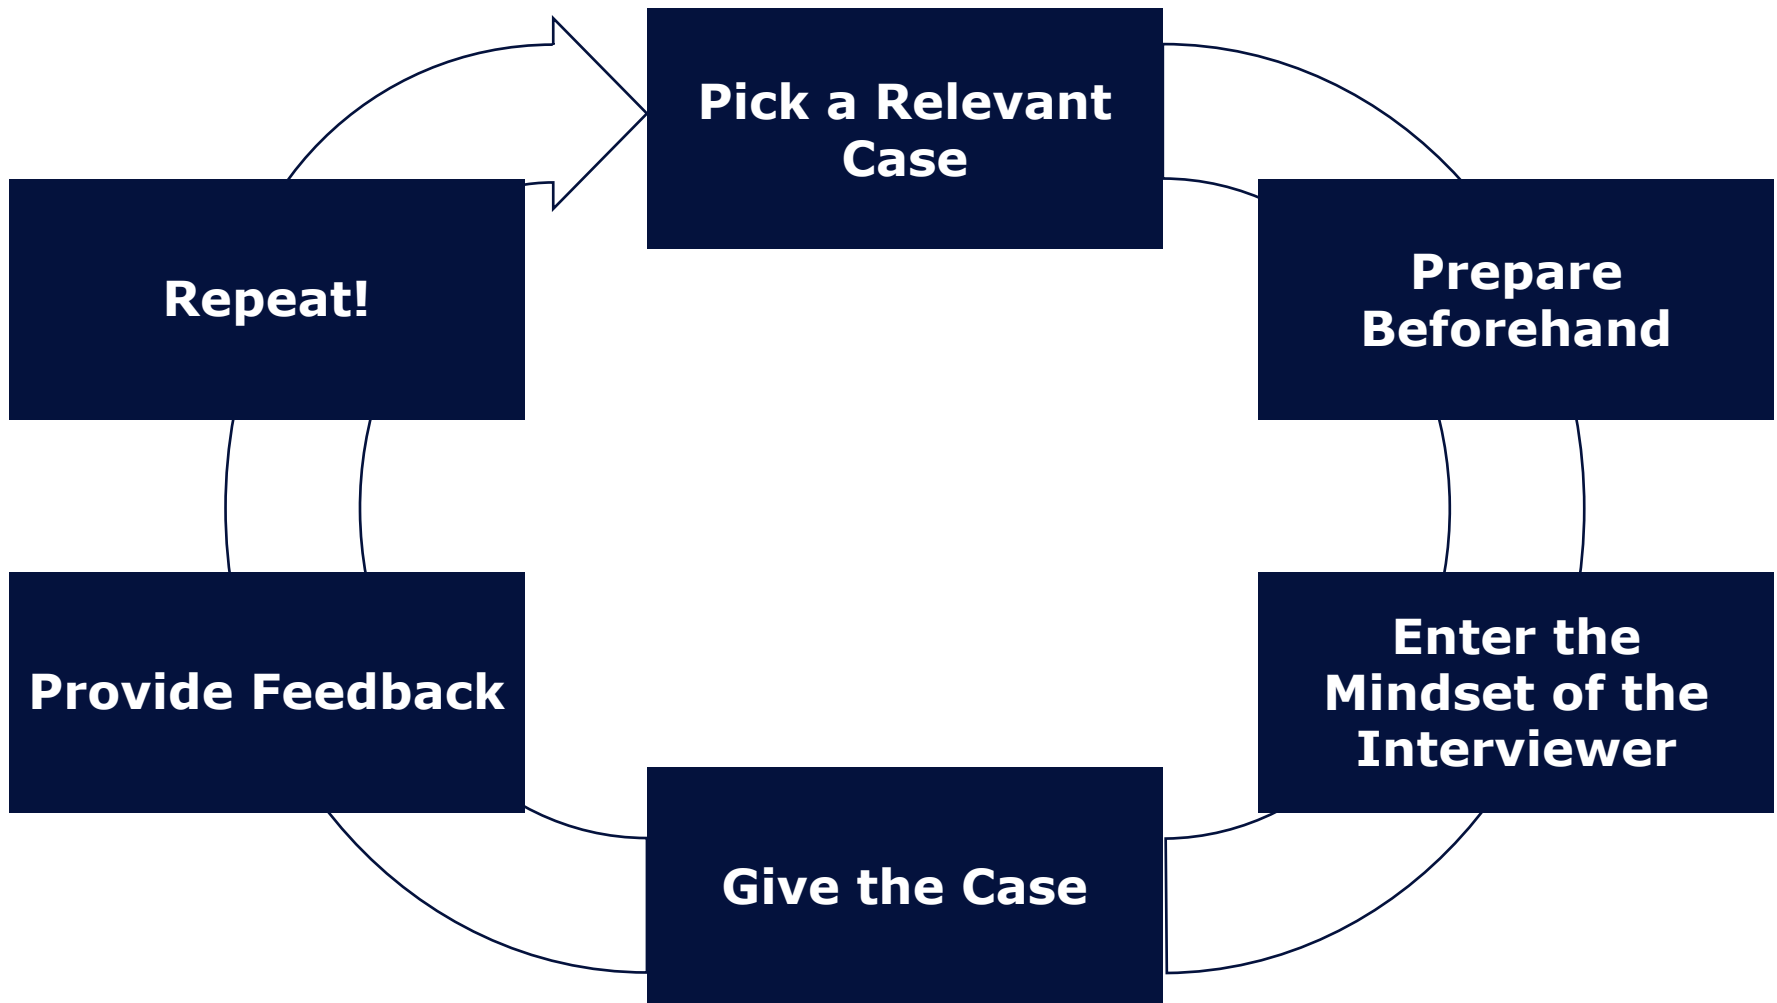 Pick a Relevant
Case
Prepare
Beforehand
Enter the
Mindset of the
Interviewer
Give the Case
Provide Feedback
Repeat!